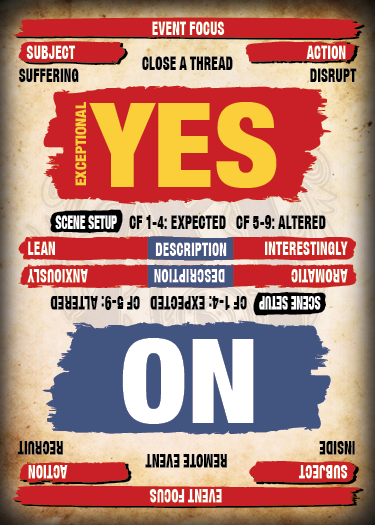 EVENT FOCUS
SUBJECT ACTION
CLOSE A THREAD
SUFFERING DISRUPT
EXCEPTIONAL
YES
SCENE SETUP CF 1-4: EXPECTED CF 5-9: ALTERED
LEAN DESCRIPTION INTERESTINGLY
EVENT FOCUS
SUBJECT ACTION
REMOTE EVENT
INSIDE RECRUIT
NO
SCENE SETUP CF 1-4: EXPECTED CF 5-9: ALTERED
AROMATIC DESCRIPTION ANXIOUSLY